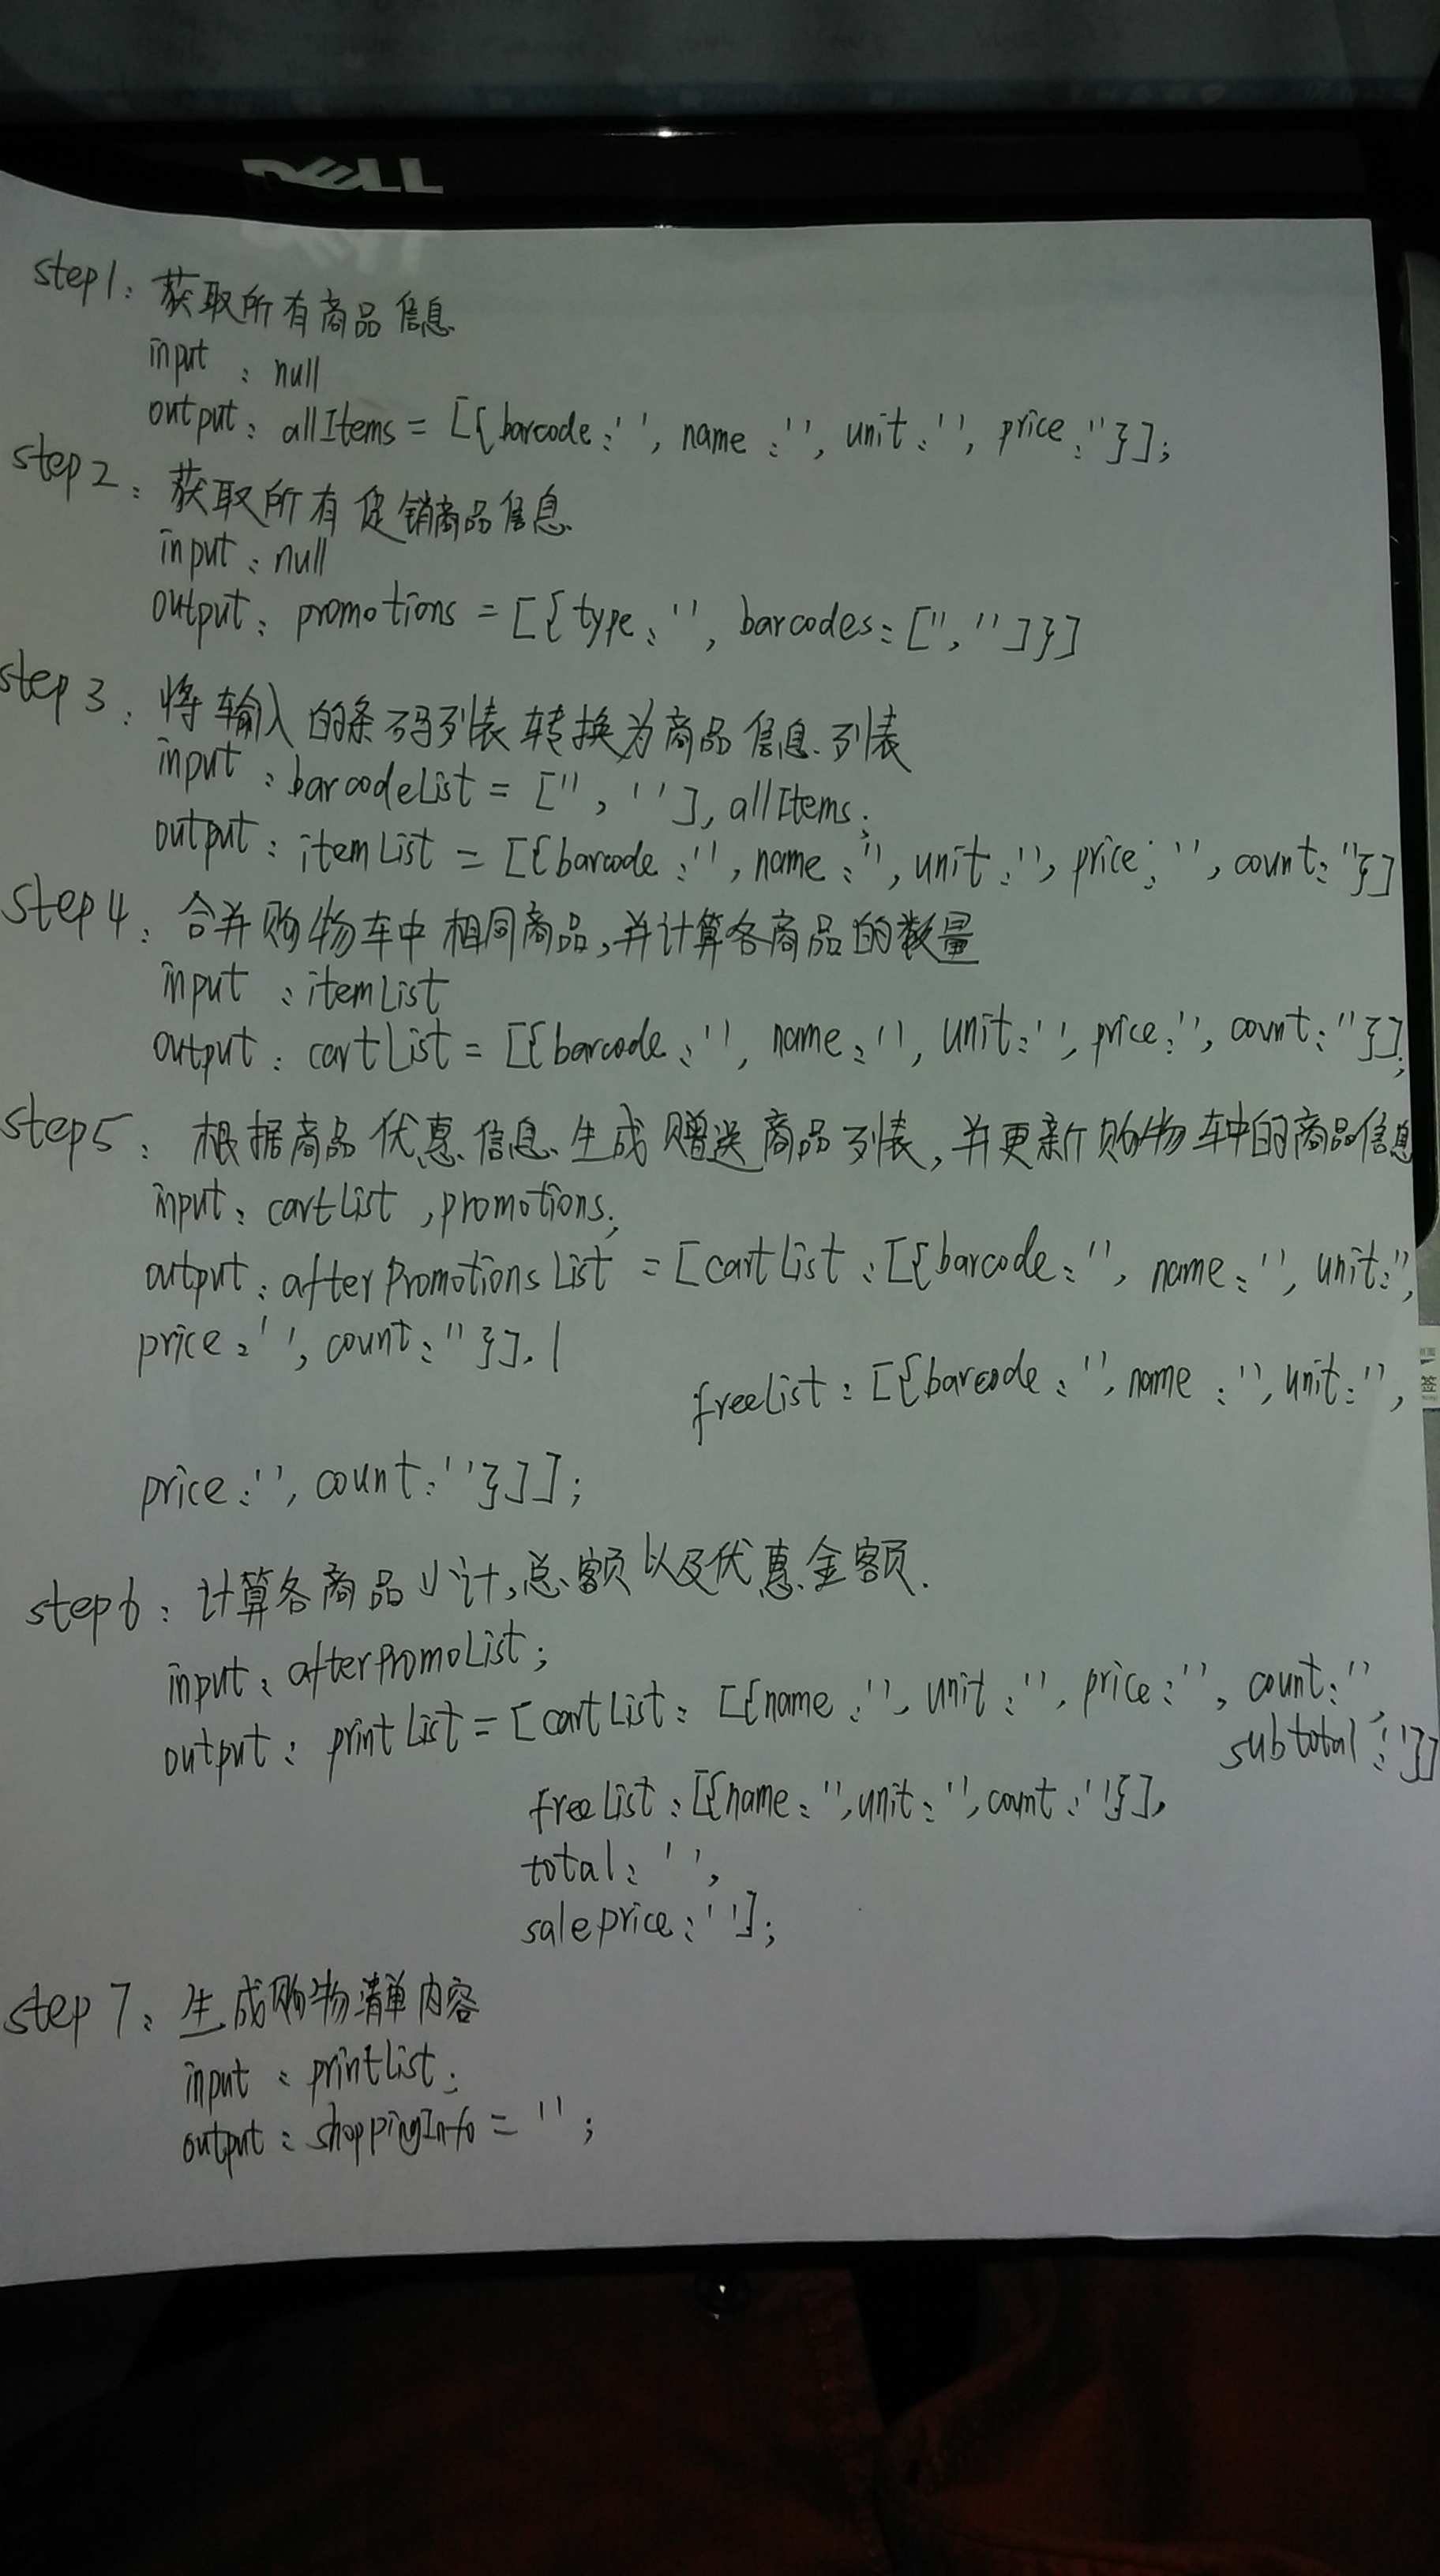 DELL
step1: 获取所有商品信息
input : null
output: allItems = [{barcode:'', name:'', unit:'', price:''}];
step2: 获取所有促销商品信息
input: null
output: promotions = [{type:'', barcodes:['','']}]
step3: 将输入的条码列表转换为商品信息列表
input : barcodeList = ['', ''], allItems;
output: itemList = [{barcode:'', name:'', unit:'', price:'', count:''}]
step4: 合并购物车中相同商品,并计算各商品的数量
input : itemList
output: cartList = [{barcode:'', name:'', unit:'', price:'', count:''}];
step5: 根据商品优惠信息生成赠送商品列表,并更新购物车中的商品信息
input: cartList, promotions;
output: afterPromotionsList = [cartList:[{barcode:'', name:'', unit:'',
price:'', count:''}],
freeList:[{barcode:'', name:'', unit:'',
price:'', count:''}]];
step6: 计算各商品小计,总额以及优惠金额.
input: afterPromoList;
output: printList = [cartList: [{name:'', unit:'', price:'', count:'',
subtotal:''}]
freeList:[{name:'', unit:'', count:''}],
total:'',
saleprice:''];
step7: 生成购物清单内容
input : printList;
output: shoppingInfo = '';
签